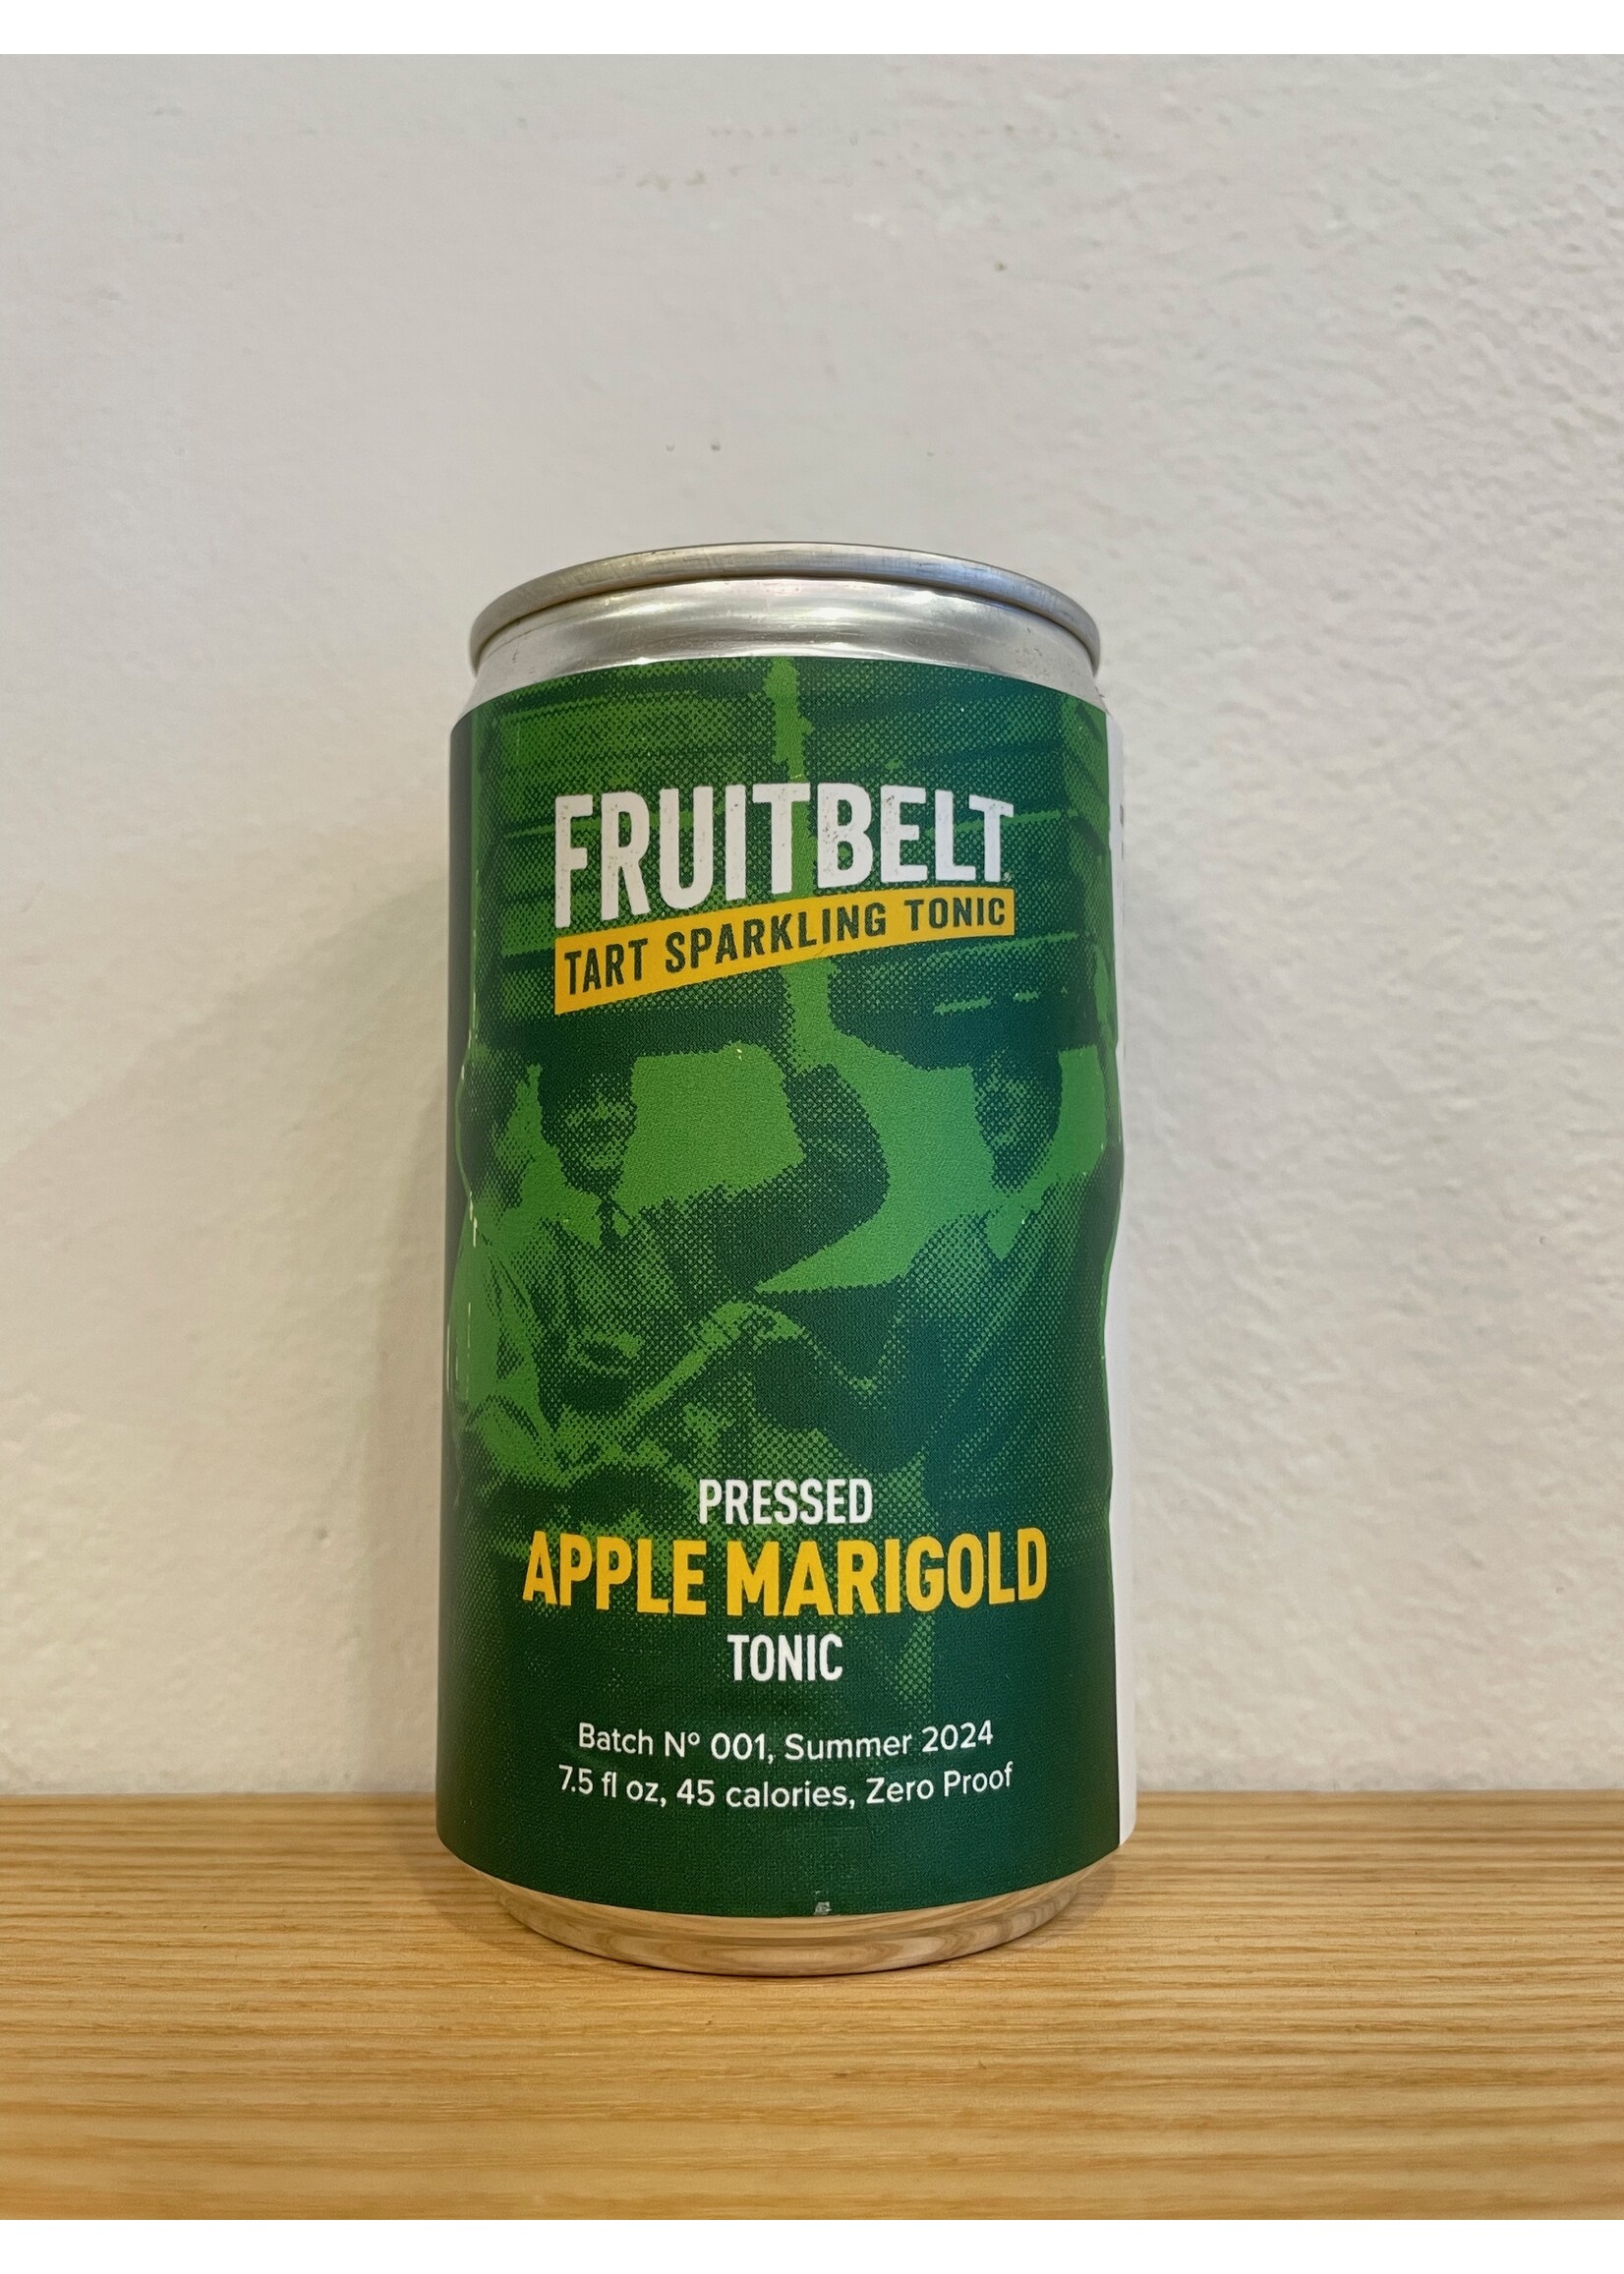 FRUITBELT
TART SPARKLING TONIC
PRESSED
APPLE MARIGOLD
TONIC
Batch Nº 001, Summer 2024
7.5 fl oz, 45 calories, Zero Proof